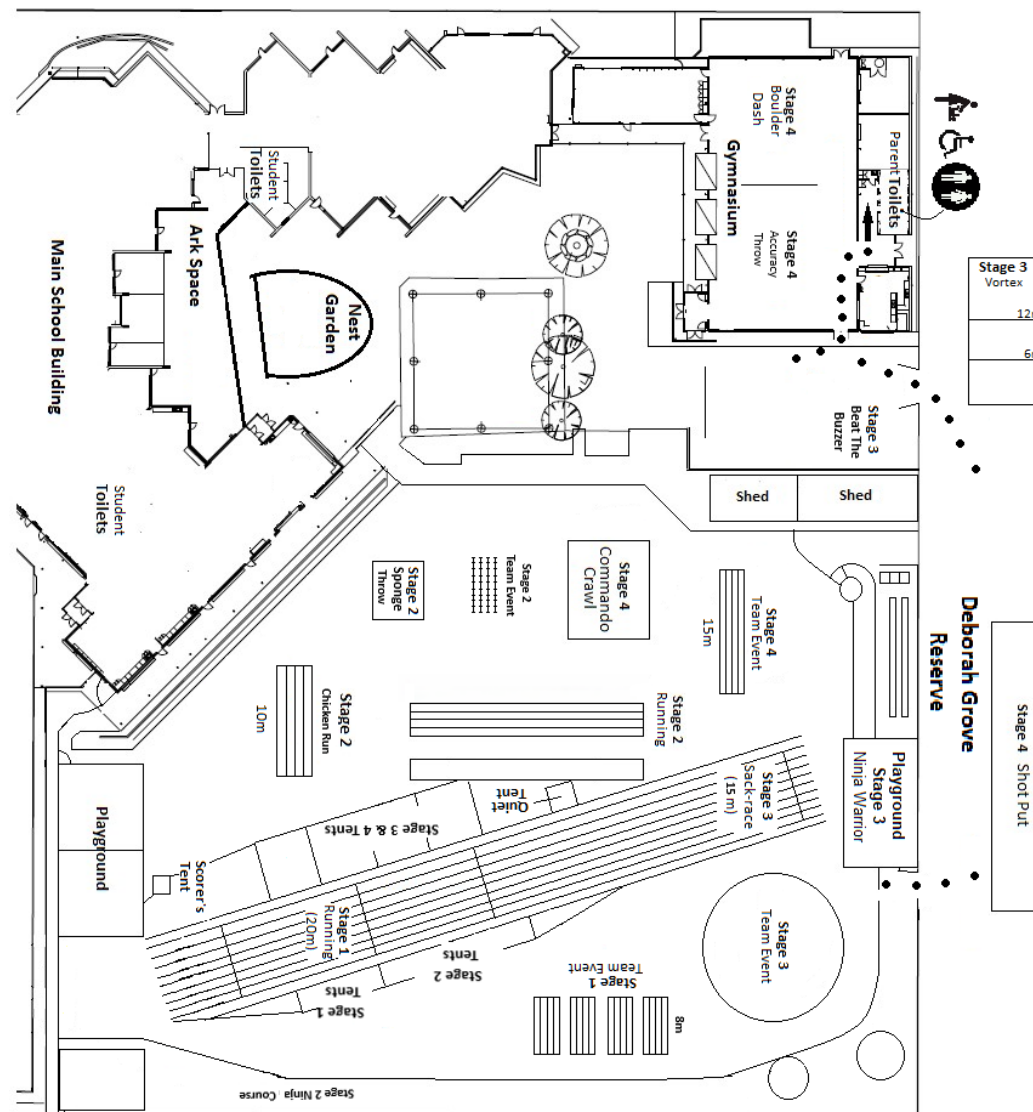 Stage 4
Boulder
Dash
Gymnasium
Stage 4
Accuracy
Throw
Parent Toilets
Stage 3
Vortex
Student
Toilets
Ark Space
Main School Building
Nest
Garden
Stage 3
Beat The
Buzzer
Shed
Shed
Student
Toilets
Stage 2
Sponge
Throw
Stage 2
Team Event
Stage 4
Commando
Crawl
Stage 4
Team Event
15m
Deborah Grove
Reserve
Stage 4 Shot Put
Stage 2
Chicken Run
10m
Stage 2
Running
Stage 3
Sack-race
(15 m)
Playground
Stage 3
Ninja Warrior
Quiet
Tent
Stage 3 & 4 Tents
Playground
Scorer's
Tent
Stage 1
Running
(20m)
Stage 2
Tents
Stage 1
Tents
Stage 3
Team Event
Stage 1
Team Event
8m
Stage 2 Ninja Course